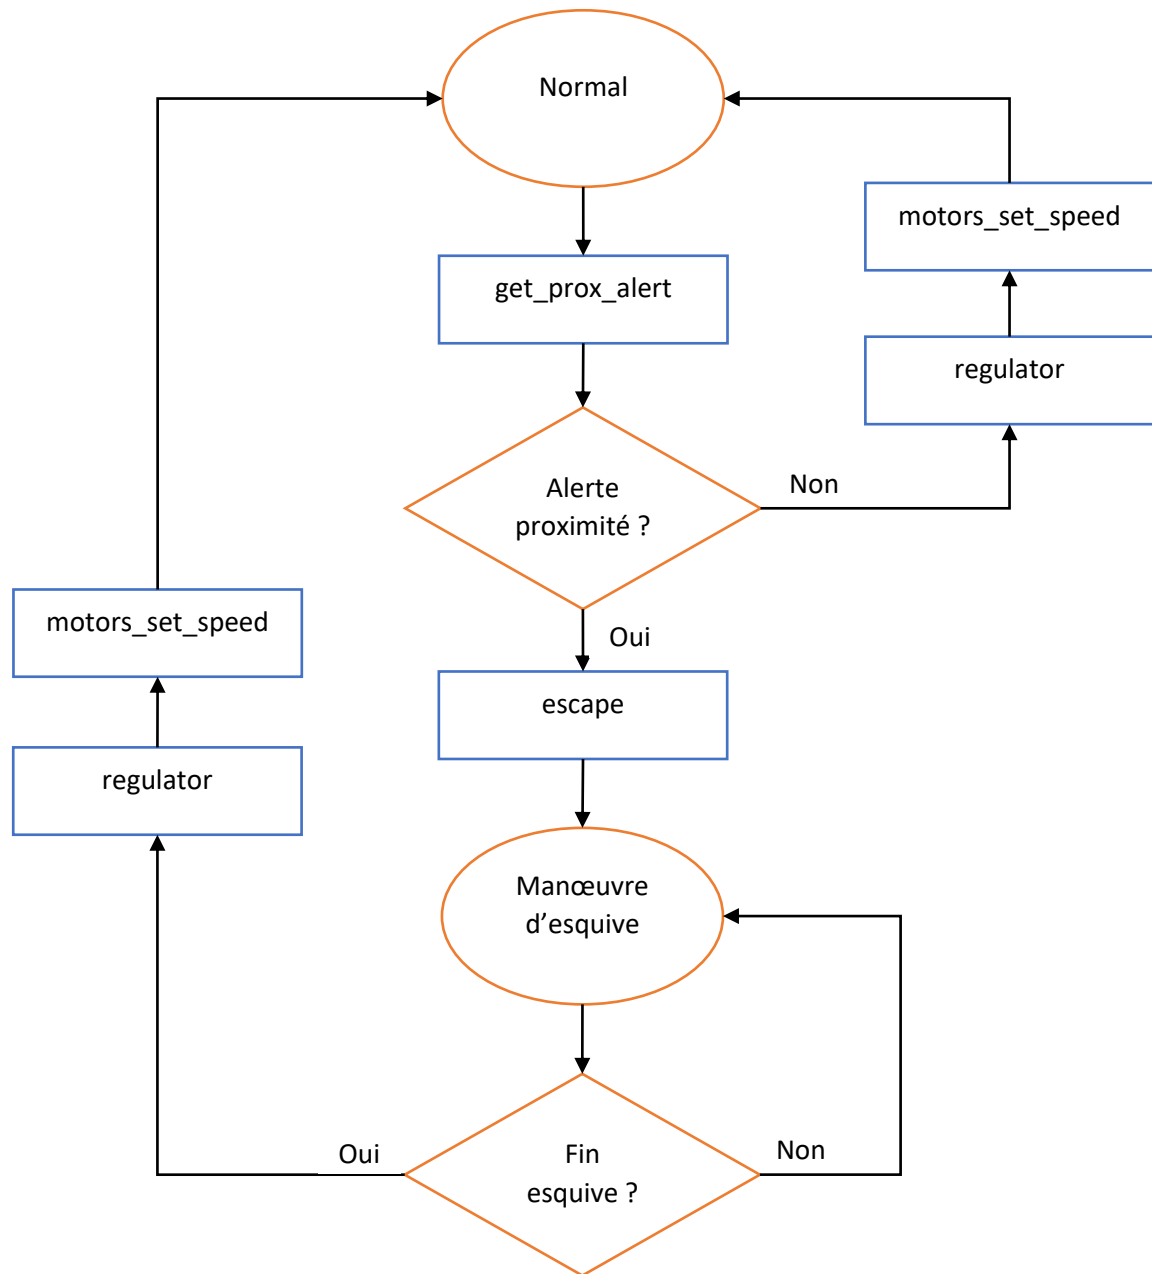 Normal
motors_set_speed
get_prox_alert
regulator
Alerte
proximité ?
Non
motors_set_speed
Oui
escape
regulator
Manœuvre
d’esquive
Oui
Fin
esquive ?
Non